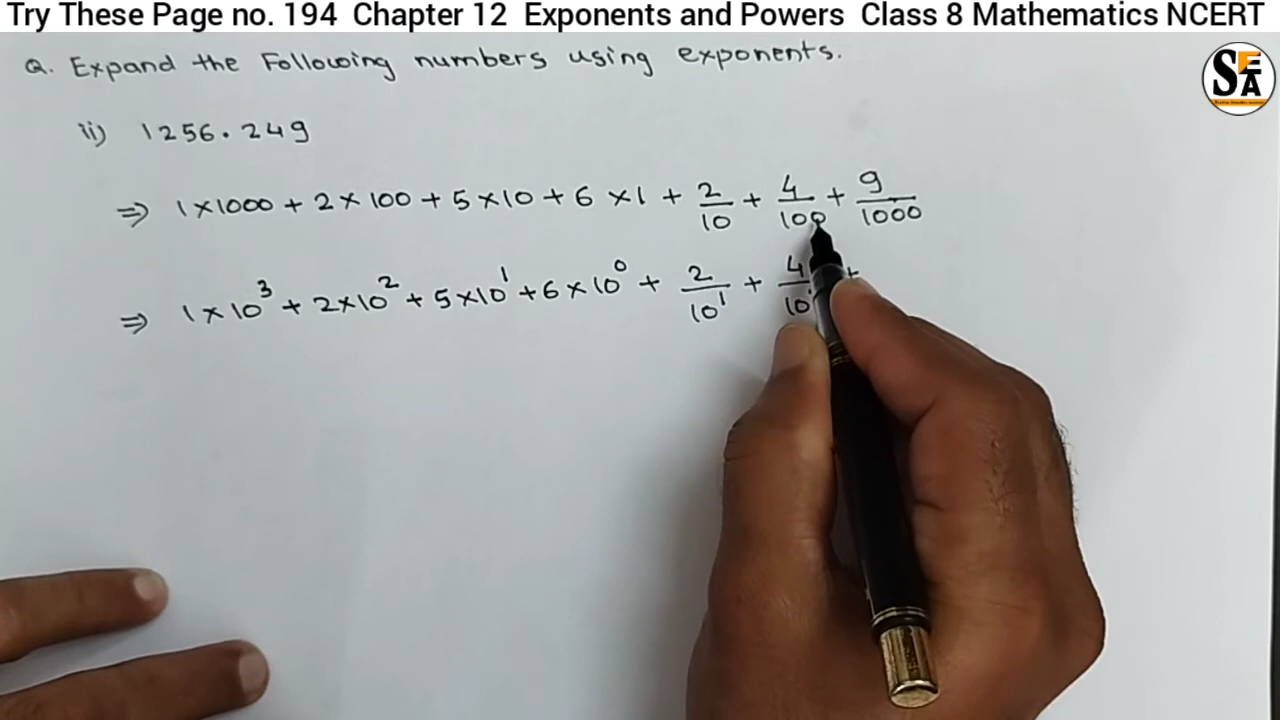 Try These Page no. 194 Chapter 12 Exponents and Powers Class 8 Mathematics NCERT
SFEA
Q. Expand the Following numbers using exponents.
ii) 1256.249
⇒ 1×1000 + 2×100 + 5×10 + 6×1 + 2/10 + 4/100 + 9/1000
⇒ 1×10³ + 2×10² + 5×10¹ + 6×10⁰ + 2/10¹ + 4/10 +